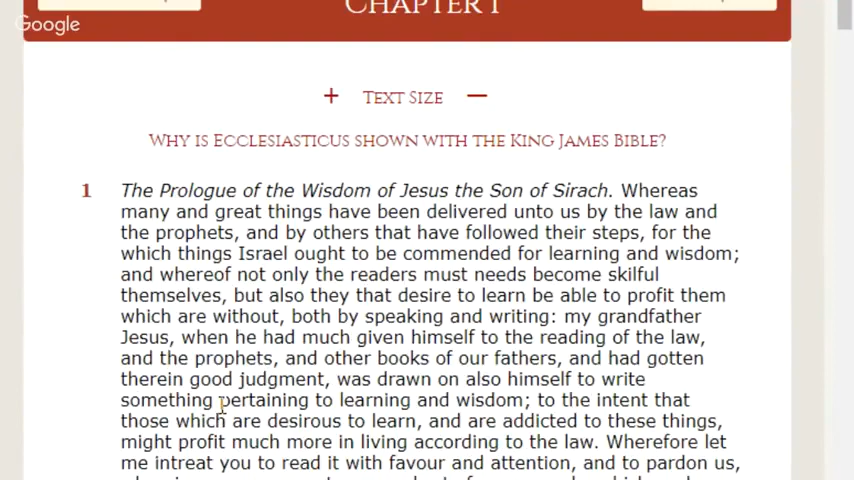 CHAPTER 1
Google
+ TEXT SIZE —
WHY IS ECCLESIASTICUS SHOWN WITH THE KING JAMES BIBLE?
1 The Prologue of the Wisdom of Jesus the Son of Sirach. Whereas
many and great things have been delivered unto us by the law and
the prophets, and by others that have followed their steps, for the
which things Israel ought to be commended for learning and wisdom;
and whereof not only the readers must needs become skilful
themselves, but also they that desire to learn be able to profit them
which are without, both by speaking and writing: my grandfather
Jesus, when he had much given himself to the reading of the law,
and the prophets, and other books of our fathers, and had gotten
therein good judgment, was drawn on also himself to write
something pertaining to learning and wisdom; to the intent that
those which are desirous to learn, and are addicted to these things,
might profit much more in living according to the law. Wherefore let
me intreat you to read it with favour and attention, and to pardon us,